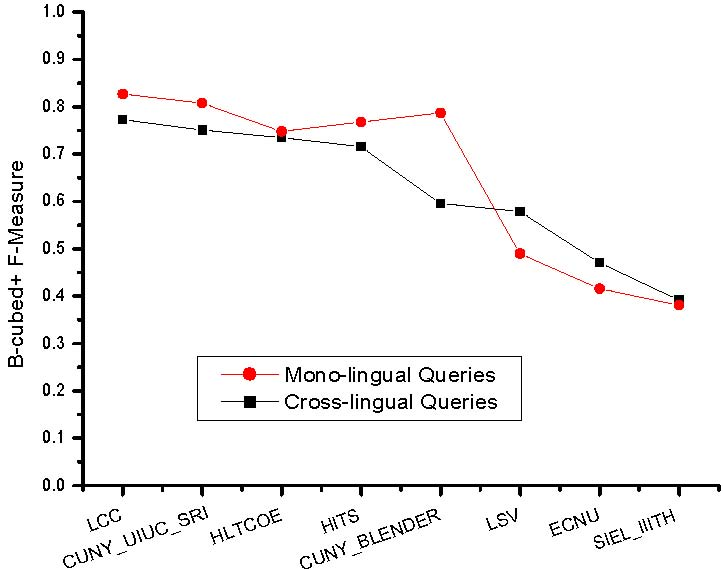 1.0
0.9
0.8
0.7
0.6
0.5
0.4
0.3
0.2
0.1
0.0
B-cubed+ F-Measure
Mono-lingual Queries
Cross-lingual Queries
LCC
CUNY_UIUC_SRI
HLTCOE
HITS
CUNY_BLENDER
LSV
ECNU
SIEL_IIITH